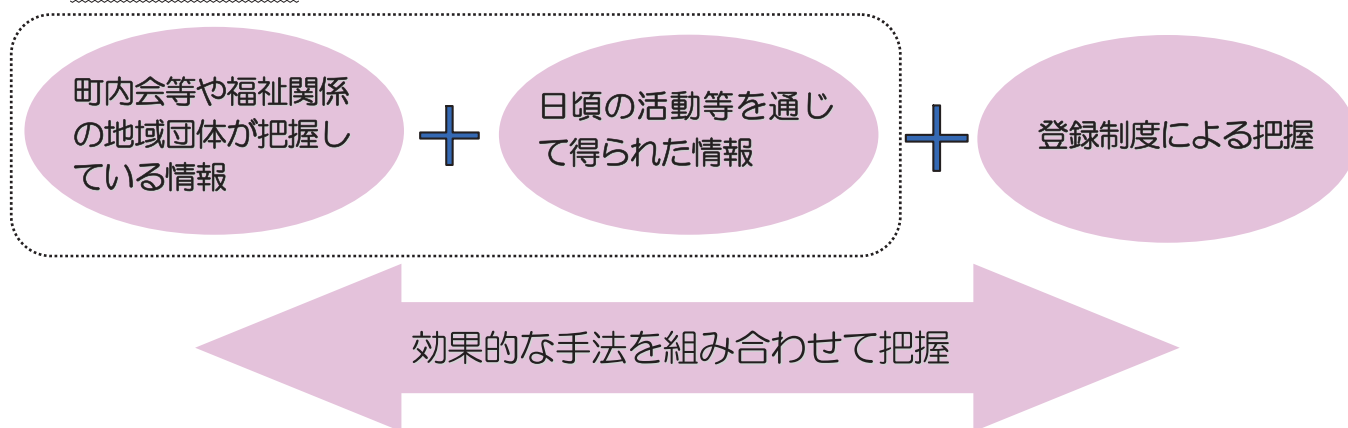 町内会等や福祉関係
の地域団体が把握し
ている情報
+
日頃の活動等を通じ
て得られた情報
+
登録制度による把握
効果的な手法を組み合わせて把握